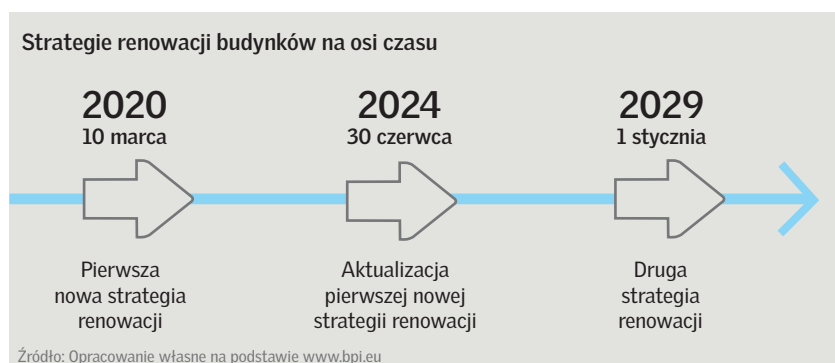 Strategie renowacji budynków na osi czasu
2020
10 marca
2024
30 czerwca
2029
1 stycznia
Pierwsza
nowa strategia
renowacji
Aktualizacja
pierwszej nowej
strategii renowacji
Druga
strategia
renowacji
Źródło: Opracowanie własne na podstawie www.bpi.eu